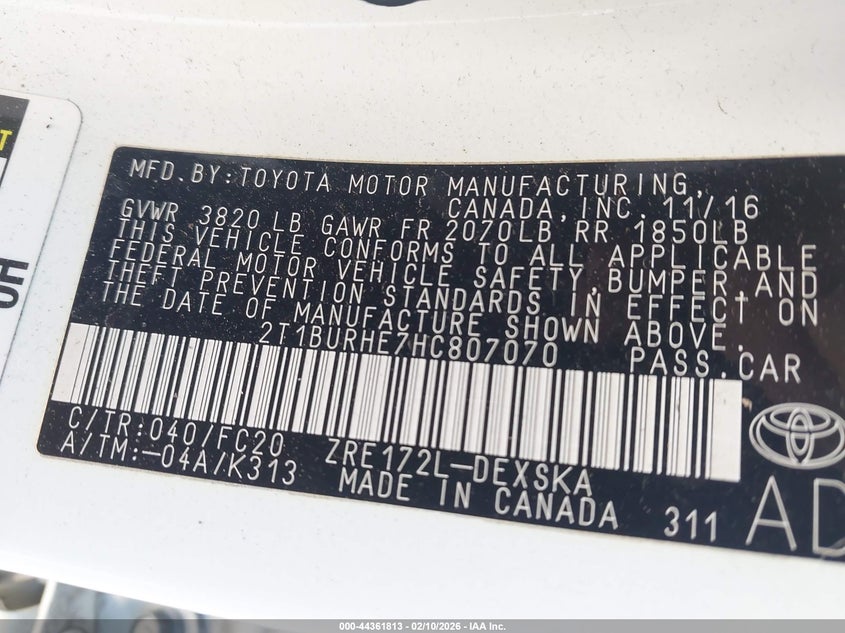 T
OH
MFD.BY:TOYOTA MOTOR MANUFACTURING,
CANADA,INC. 11/16
GVWR 3820 LB GAWR FR 2070LB RR 1850LB
THIS VEHICLE CONFORMS TO ALL APPLICABLE
FEDERAL MOTOR VEHICLE SAFETY,BUMPER,AND
THEFT PREVENTION STANDARDS IN EFFECT ON
THE DATE OF MANUFACTURE SHOWN ABOVE.
2T1BURHE7HC807070 PASS.CAR
C/TR:040/FC20 ZRE172L-DEXSKA
A/TM:-04A/K313 MADE IN CANADA 311 AD
000-44361813 - 02/10/2026 - IAA Inc.